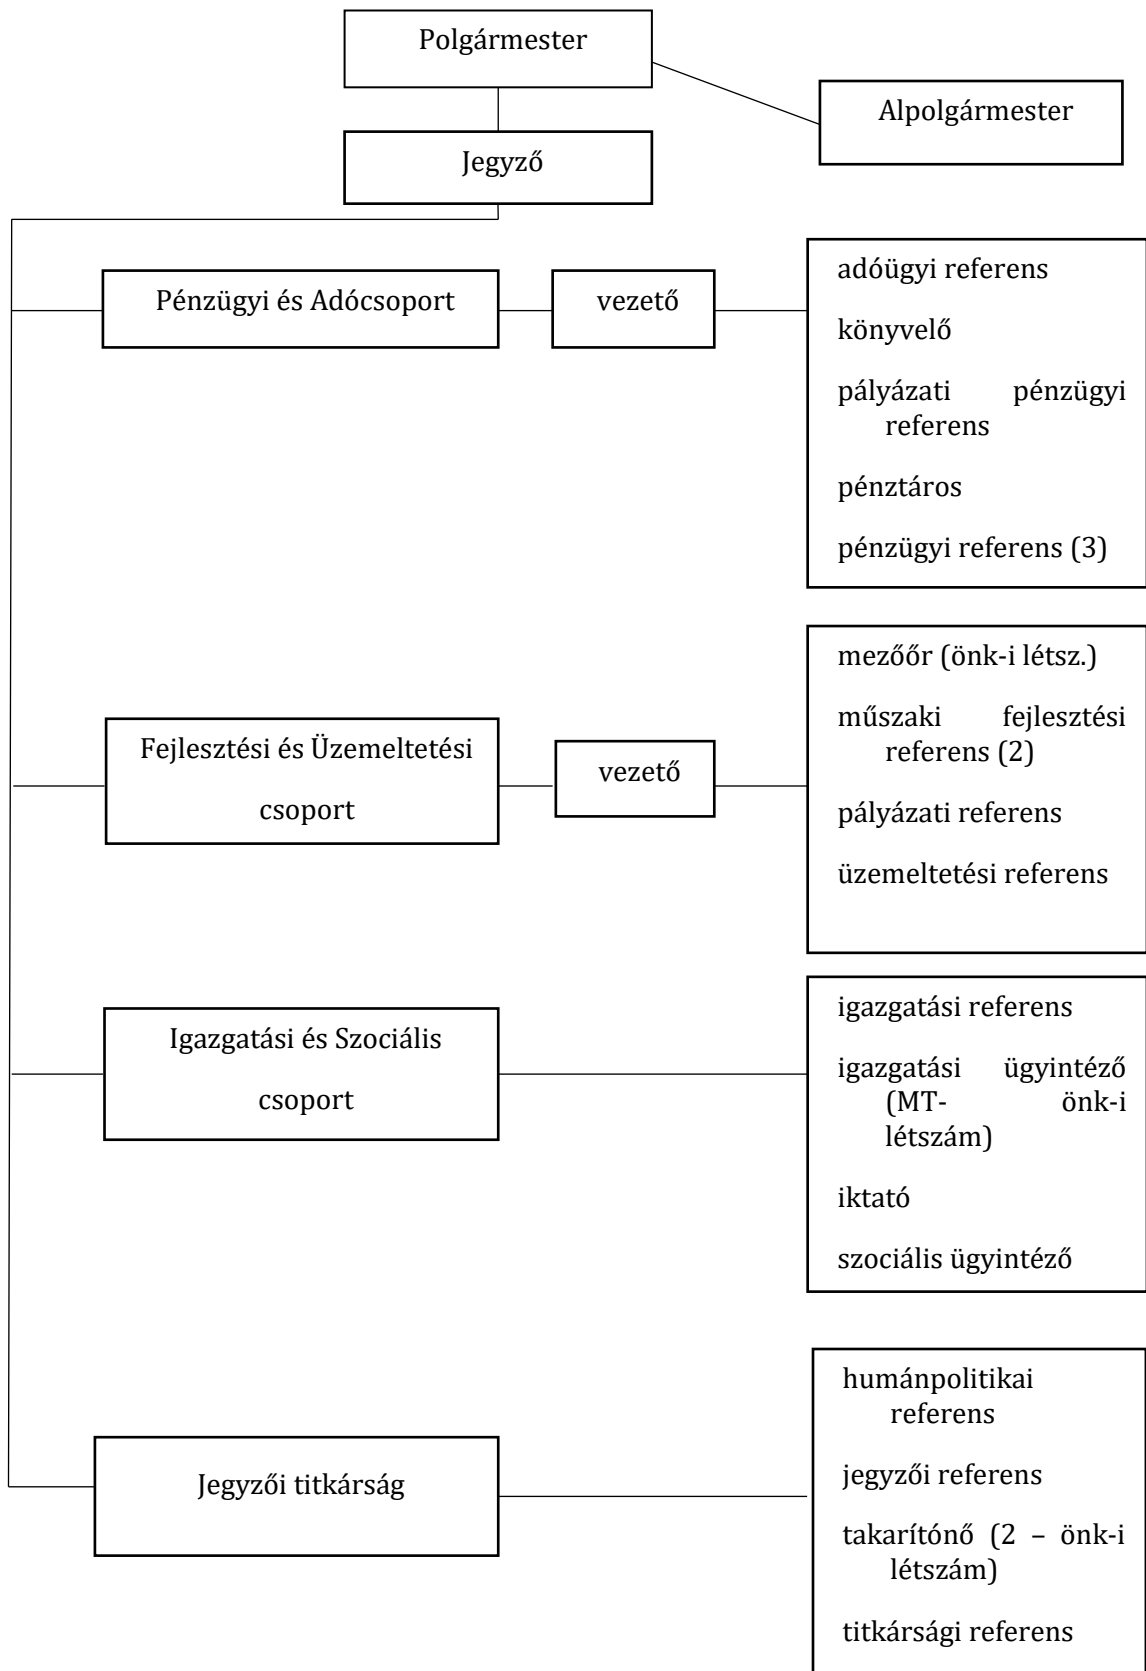 Polgármester
Alpolgármester
Jegyző
Pénzügyi és Adócsoport
vezető
adóügyi referens
könyvelő
pályázati pénzügyi
referens
pénztáros
pénzügyi referens (3)
Fejlesztési és Üzemeltetési
csoport
vezető
mezőőr (önk-i létsz.)
műszaki fejlesztési
referens (2)
pályázati referens
üzemeltetési referens
Igazgatási és Szociális
csoport
igazgatási referens
igazgatási ügyintéző
(MT- önk-i
létszám)
iktató
szociális ügyintéző
Jegyzői titkárság
humánpolitikai
referens
jegyzői referens
takarítónő (2 – önk-i
létszám)
titkársági referens